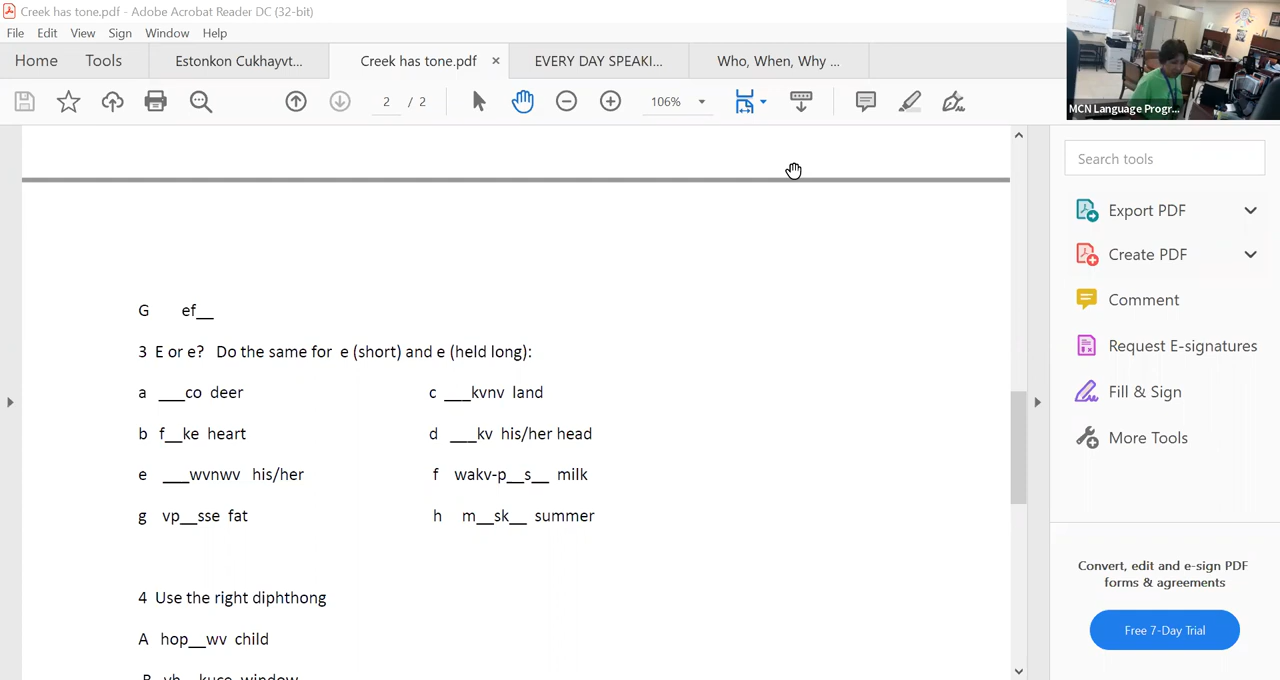 Creek has tone.pdf - Adobe Acrobat Reader DC (32-bit)
File Edit View Sign Window Help
Home Tools Estonkon Cukhayvt... Creek has tone.pdf × EVERY DAY SPEAKI... Who, When, Why ...
2 / 2 106%
MCN Language Progr...
Search tools
Export PDF
Create PDF
Comment
Request E-signatures
Fill & Sign
More Tools
Convert, edit and e-sign PDF
forms & agreements
Free 7-Day Trial
G ef__
3 E or e? Do the same for e (short) and e (held long):
a ___co deer c ___kvnv land
b f__ke heart d ___kv his/her head
e ___wvnwv his/her f wakv-p__s__ milk
g vp__sse fat h m__sk__ summer
4 Use the right diphthong
A hop__wv child